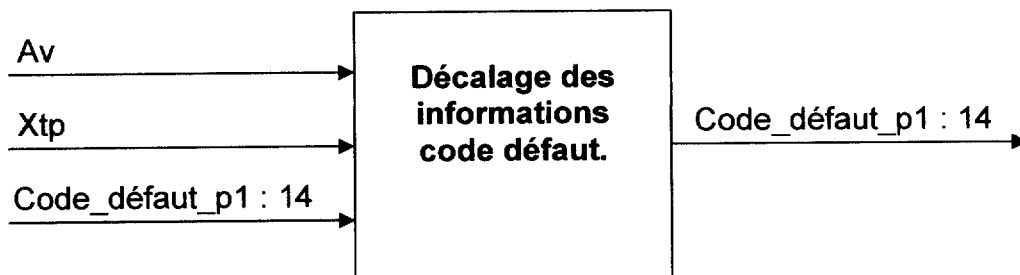 Av
Xtp
Code_défaut_p1 : 14
Décalage des
informations
code défaut.
Code_défaut_p1 : 14